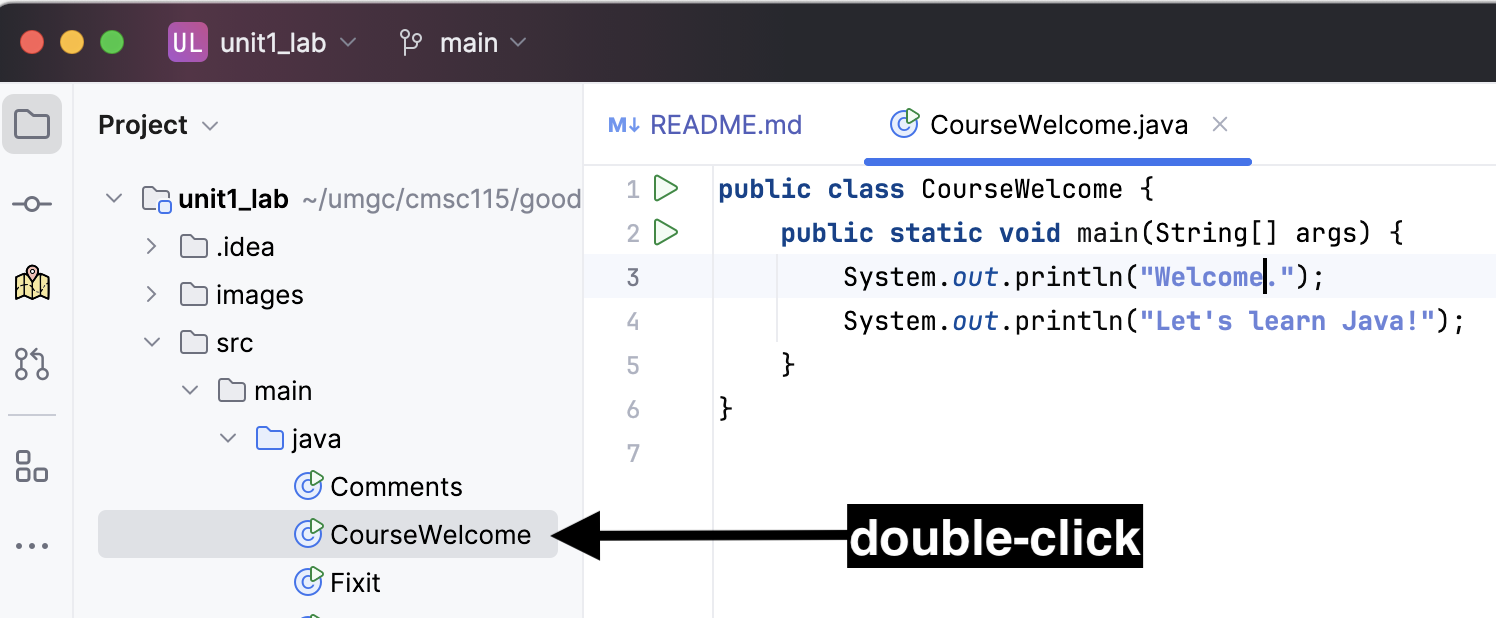 UL unit1_lab main
Project
unit1_lab ~/umgc/cmsc115/good
.idea
images
src
main
java
Comments
CourseWelcome
Fixit
M↓ README.md
CourseWelcome.java
1 public class CourseWelcome {
2 public static void main(String[] args) {
3 System.out.println("Welcome.");
4 System.out.println("Let's learn Java!");
5 }
6 }
7
double-click